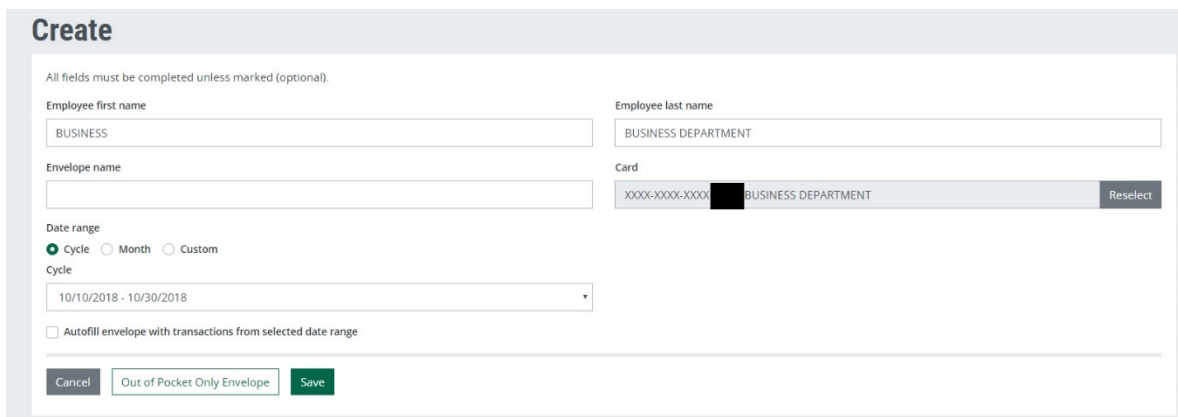 Create
All fields must be completed unless marked (optional).
Employee first name
Employee last name
BUSINESS
BUSINESS DEPARTMENT
Envelope name
Card
XXXX-XXXX-XXXX BUSINESS DEPARTMENT
Reselect
Date range
Cycle Month Custom
Cycle
10/10/2018 - 10/30/2018
Autofill envelope with transactions from selected date range
Cancel Out of Pocket Only Envelope Save